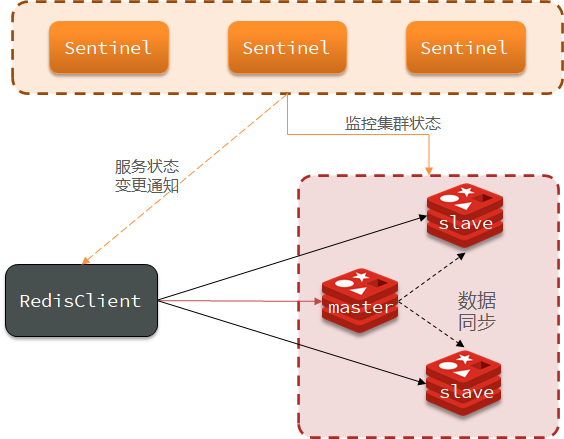 Sentinel
Sentinel
Sentinel
监控集群状态
服务状态
变更通知
slave
RedisClient
master
数据
同步
slave